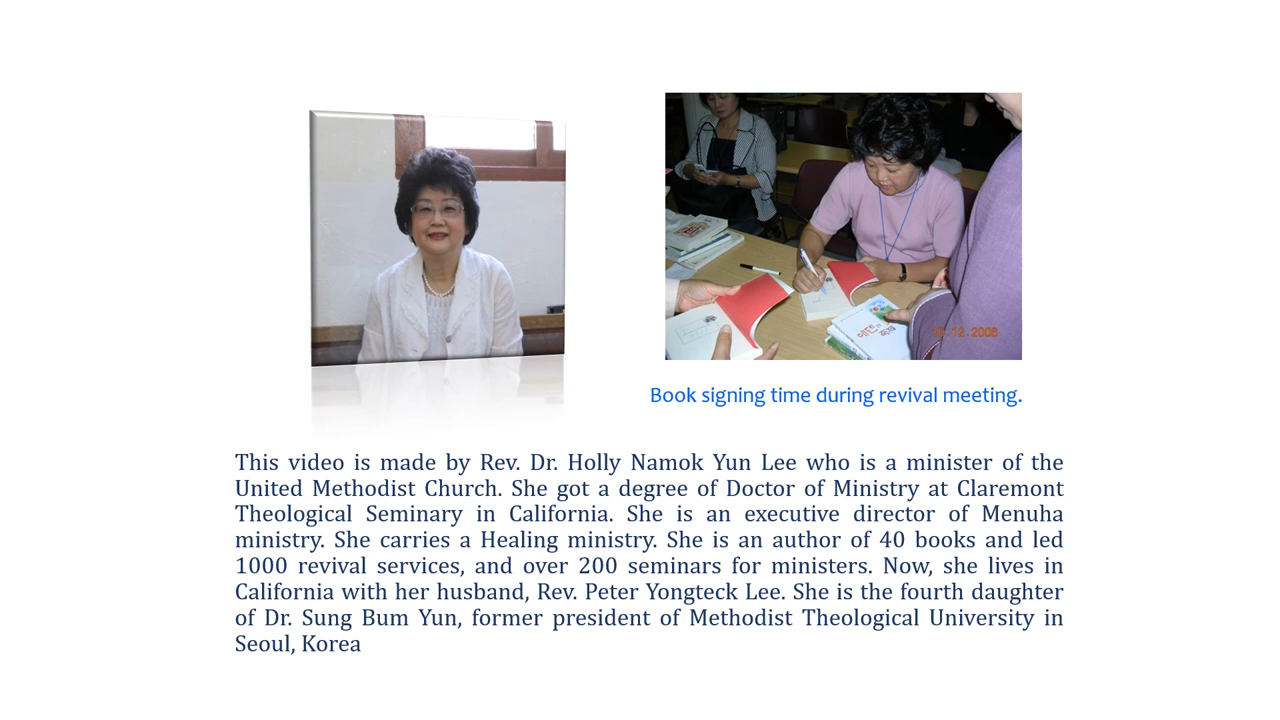 12. 2008
Book signing time during revival meeting.
This video is made by Rev. Dr. Holly Namok Yun Lee who is a minister of the
United Methodist Church. She got a degree of Doctor of Ministry at Claremont
Theological Seminary in California. She is an executive director of Menuha
ministry. She carries a Healing ministry. She is an author of 40 books and led
1000 revival services, and over 200 seminars for ministers. Now, she lives in
California with her husband, Rev. Peter Yongteck Lee. She is the fourth daughter
of Dr. Sung Bum Yun, former president of Methodist Theological University in
Seoul, Korea